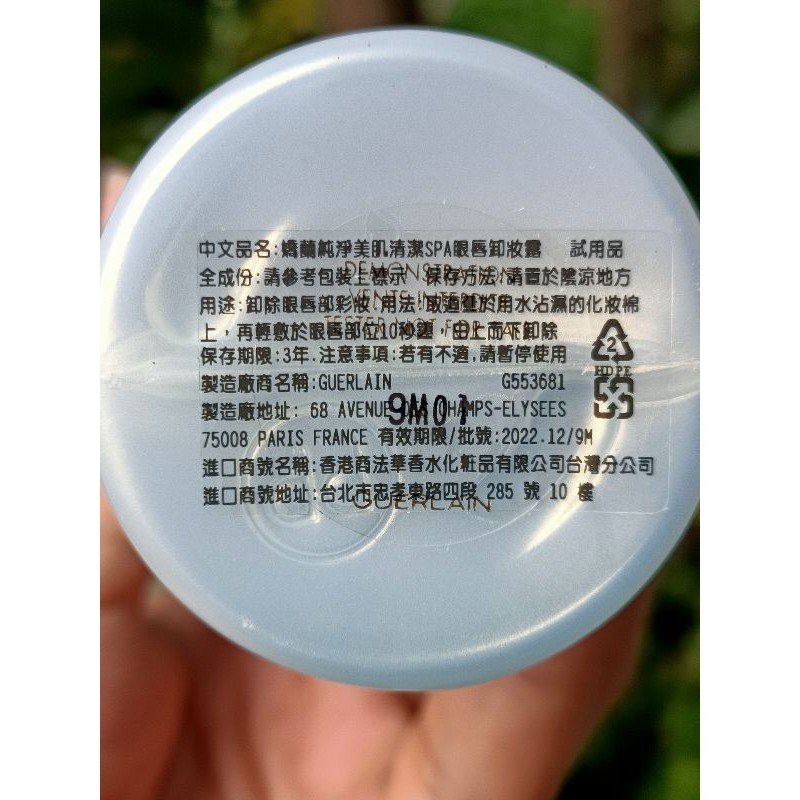 中文品名:嬌蘭純淨美肌清潔SPA眼唇卸妝露 試用品
全成份:請參考包裝上標示 保存方法:請置於陰涼地方
用途:卸除眼唇部彩妝 用法:取適量於用水沾濕的化妝棉
上,再輕敷於眼唇部位10秒鐘,由上而下卸除
保存期限:3年.注意事項:若有不適,請暫停使用
製造廠商名稱:GUERLAIN G553681
製造廠地址: 68 AVENUE DES CHAMPS-ELYSEES
75008 PARIS FRANCE 有效期限/批號:2022.12/9M
進口商號名稱:香港商法華香水化粧品有限公司台灣分公司
進口商號地址:台北市忠孝東路四段 285 號 10 樓
2
HDPE
9M01
DEMONSTRATION
VENTE INTERDITE
TESTER NOT FOR SALE
GUERLAIN